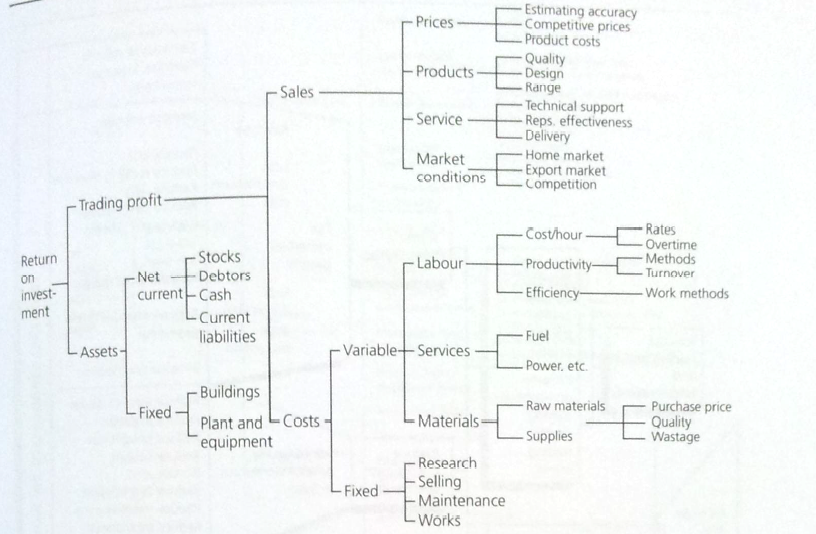 Prices
Estimating accuracy
Competitive prices
Product costs
Products
Quality
Design
Range
Sales
Service
Technical support
Reps. effectiveness
Delivery
Market
conditions
Home market
Export market
Competition
Trading profit
Return
on
invest-
ment
Assets
Net
current
Stocks
Debtors
Cash
Current
liabilities
Fixed
Buildings
Plant and
equipment
Costs
Variable
Labour
Cost/hour
Rates
Overtime
Productivity
Methods
Turnover
Efficiency
Work methods
Services
Fuel
Power. etc.
Materials
Raw materials
Supplies
Purchase price
Quality
Wastage
Fixed
Research
Selling
Maintenance
Works